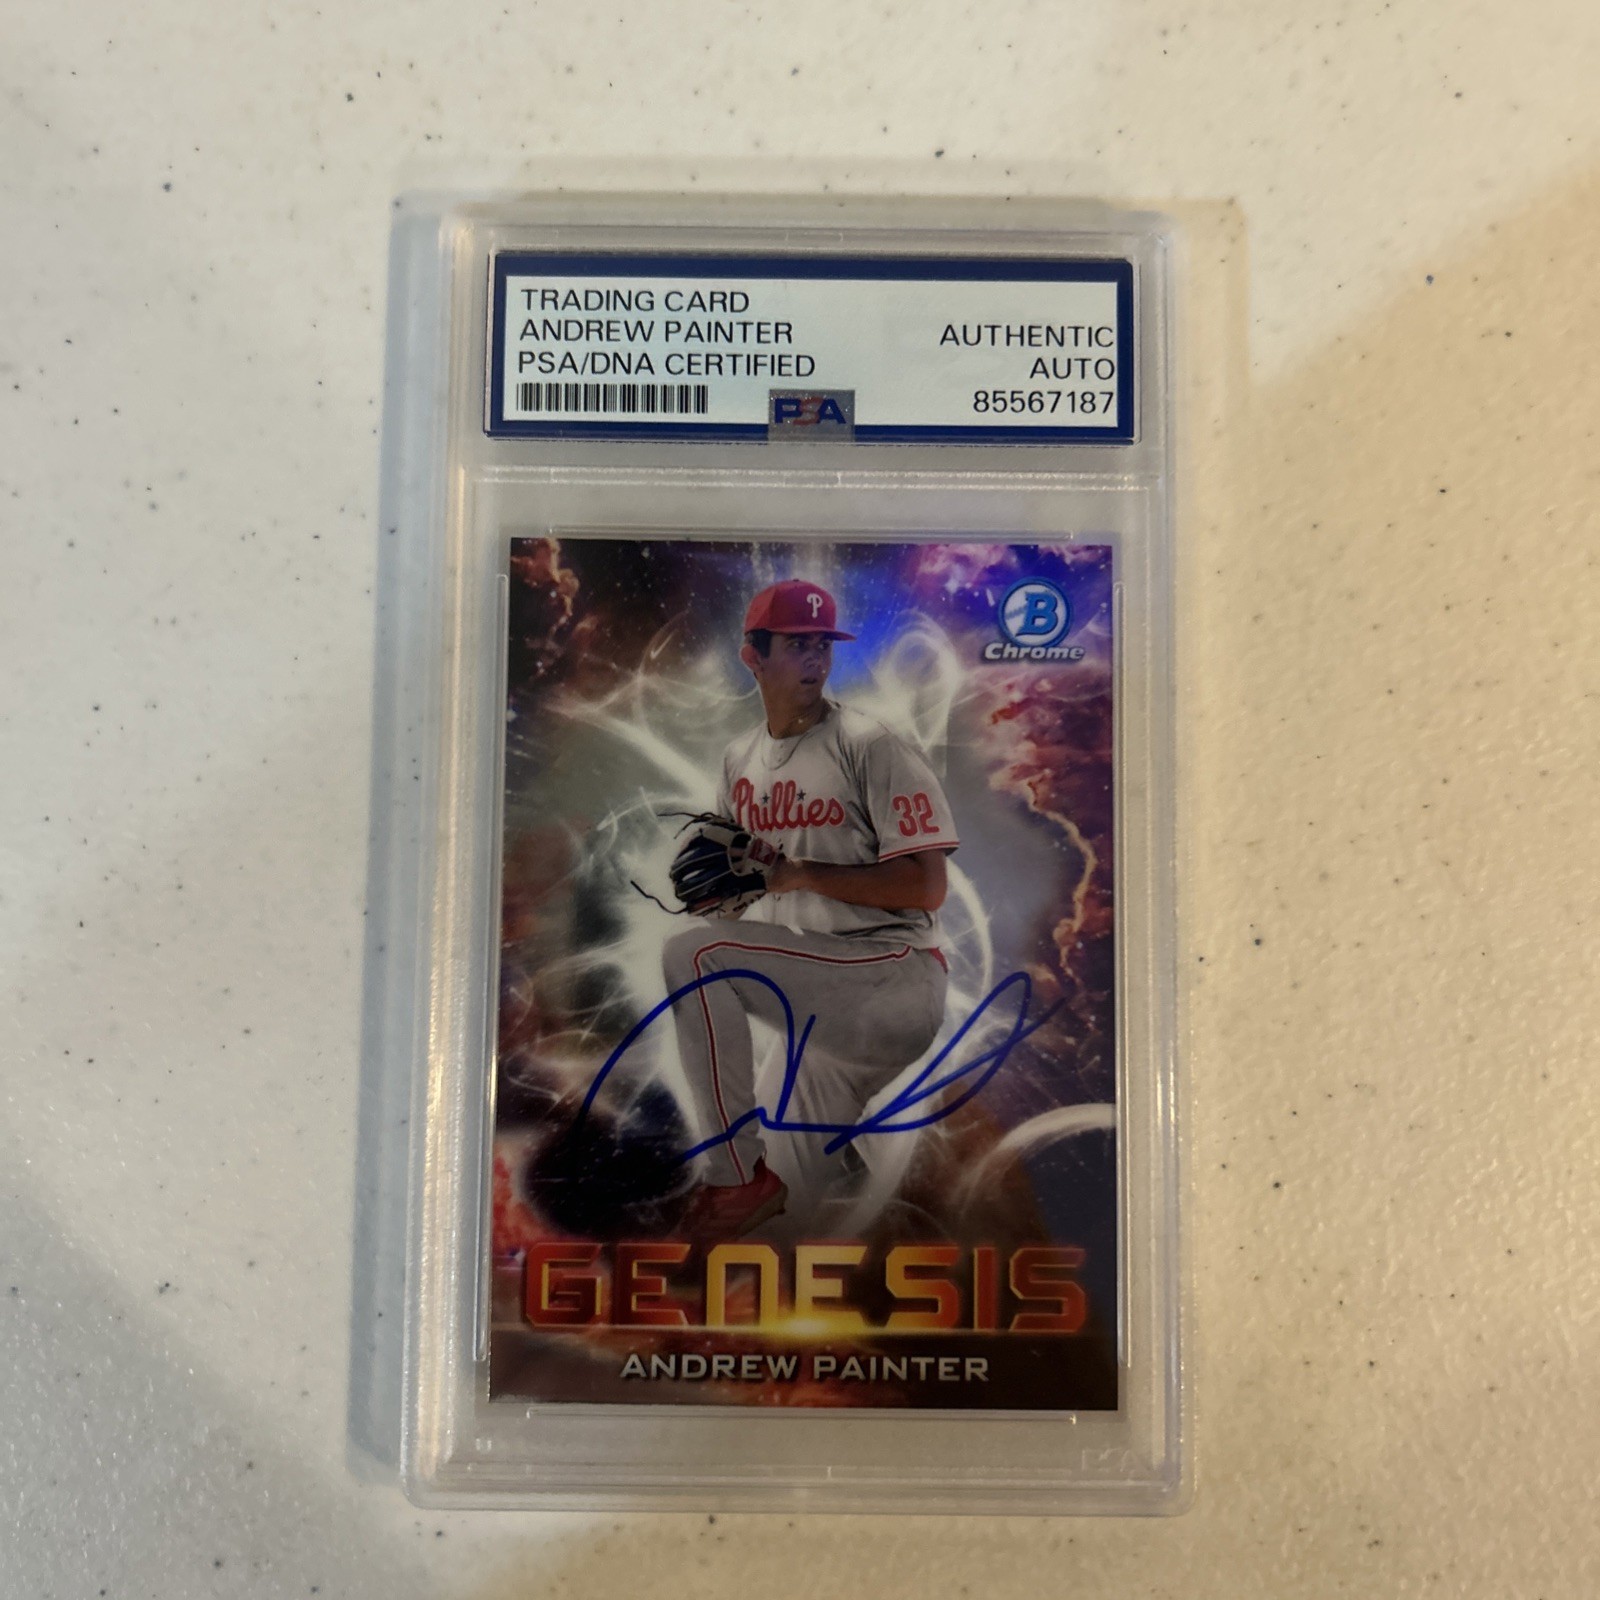 TRADING CARD
ANDREW PAINTER
PSA/DNA CERTIFIED
AUTHENTIC
AUTO
85567187
PSA
P
B
Chrome
Phillies
32
GENESIS
ANDREW PAINTER